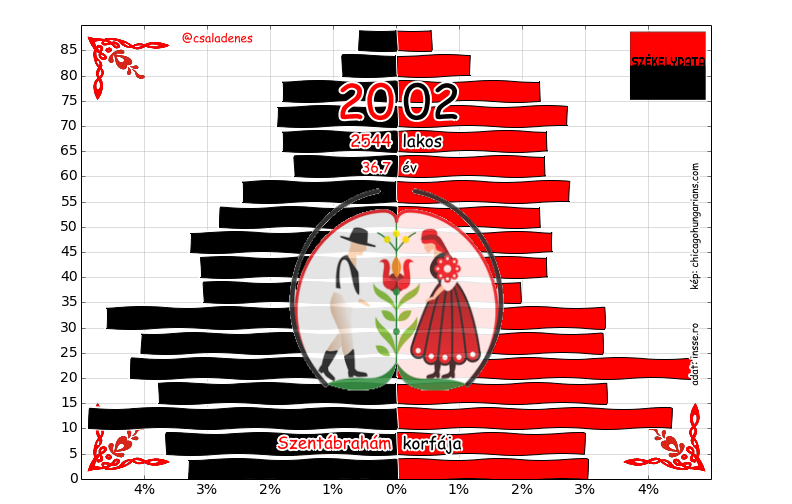 @csaladenes
SZÉKELYDATA
2002
2544 lakos
36.7 év
kép: chicagohungarians.com
adat: insse.ro
Szentábrahám korfája
85
80
75
70
65
60
55
50
45
40
35
30
25
20
15
10
5
0
4% 3% 2% 1% 0% 1% 2% 3% 4%